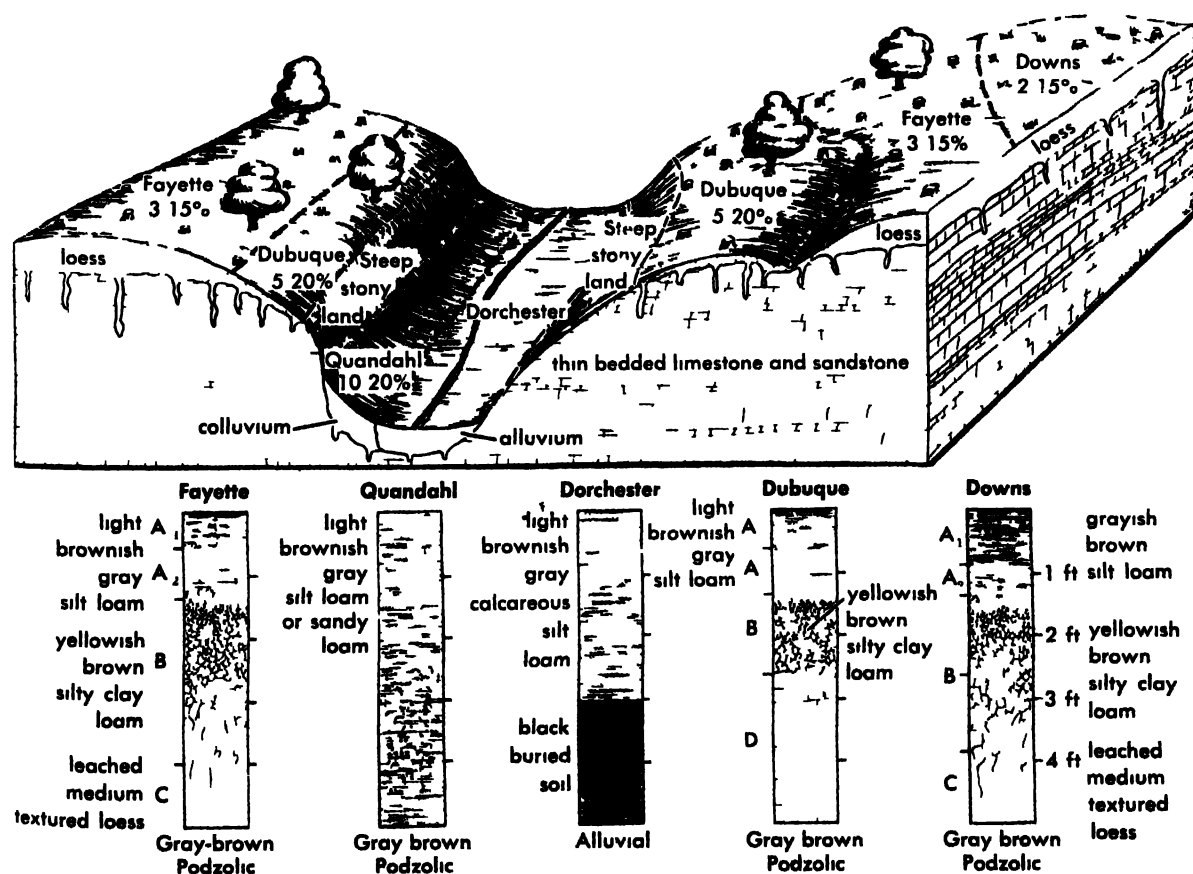 Downs
2 15°o
Fayette
3 15%
loess
Dubuque
5 20°o
Fayette
3 15°o
loess
Dubuque
5 20%
Steep
stony
land
Steep
stony
land
loess
Dorchester
Quandahl
10 20%
thin bedded limestone and sandstone
colluvium
alluvium
Fayette
light
brownish
gray
silt loam
yellowish
brown
silty clay
loam
leached
medium
textured loess
A1
A2
B
C
Gray-brown
Podzolic
Quandahl
light
brownish
gray
silt loam
or sandy
loam
Gray brown
Podzolic
Dorchester
light
brownish
gray
calcareous
silt
loam
black
buried
soil
Alluvial
Dubuque
light
brownish
gray
silt loam
A
A
B
D
yellowish
brown
silty clay
loam
Gray brown
Podzolic
Downs
A1
A
B
C
1 ft
2 ft
3 ft
4 ft
grayish
brown
silt loam
yellowish
brown
silty clay
loam
leached
medium
textured
loess
Gray brown
Podzolic